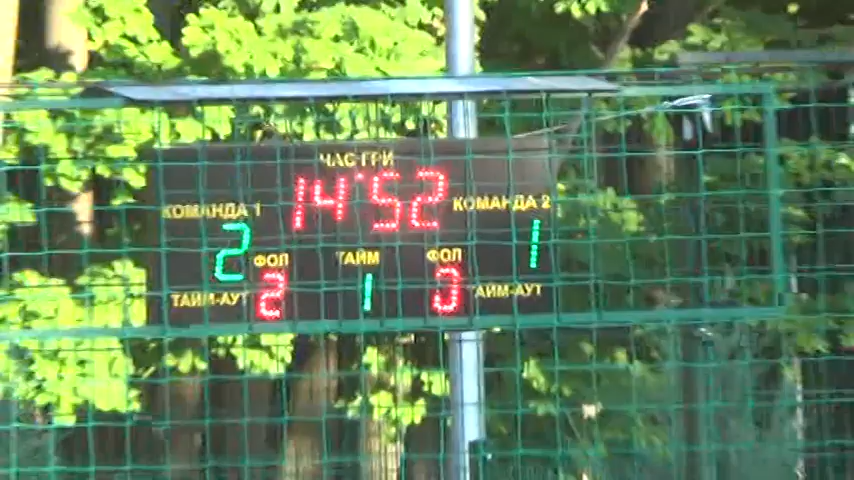 ЧАС ГРИ
КОМАНДА 1 14:52 КОМАНДА 2
2 1
ФОЛ ТАЙМ ФОЛ
ТАЙМ-АУТ 2 1 0 ТАЙМ-АУТ